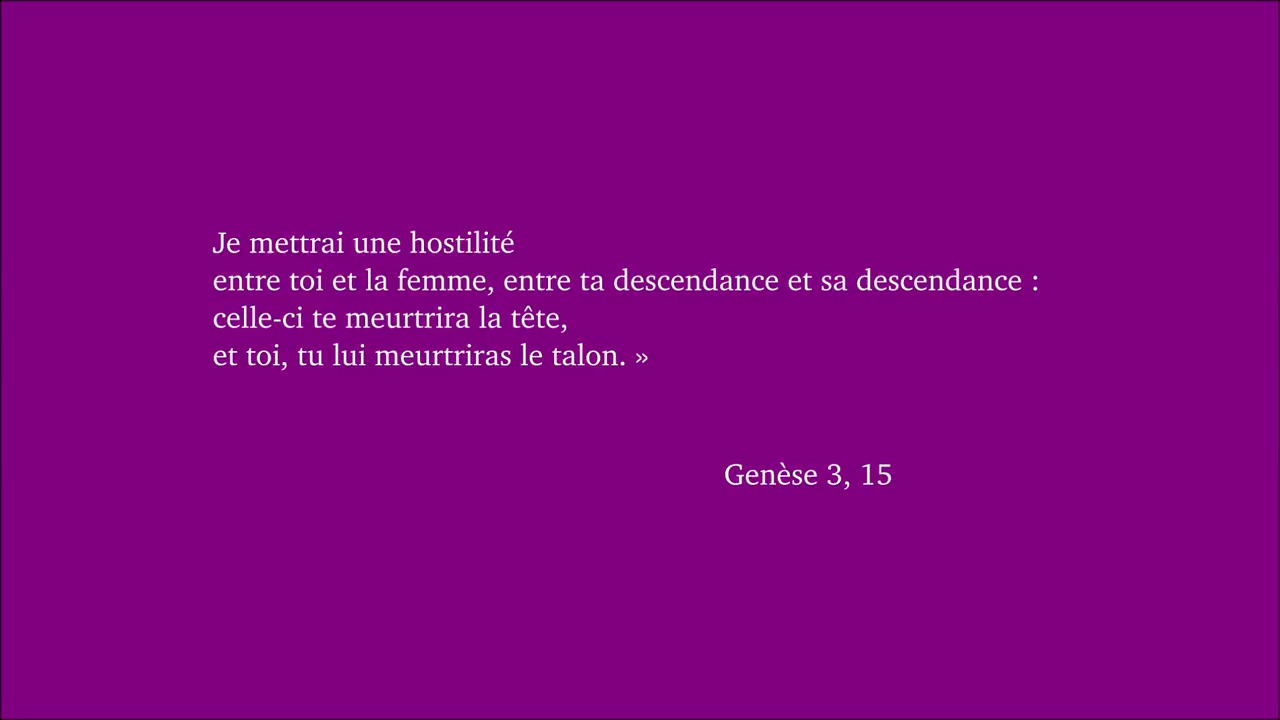 Je mettrai une hostilité
entre toi et la femme, entre ta descendance et sa descendance :
celle-ci te meurtrira la tête,
et toi, tu lui meurtriras le talon. »
Genèse 3, 15